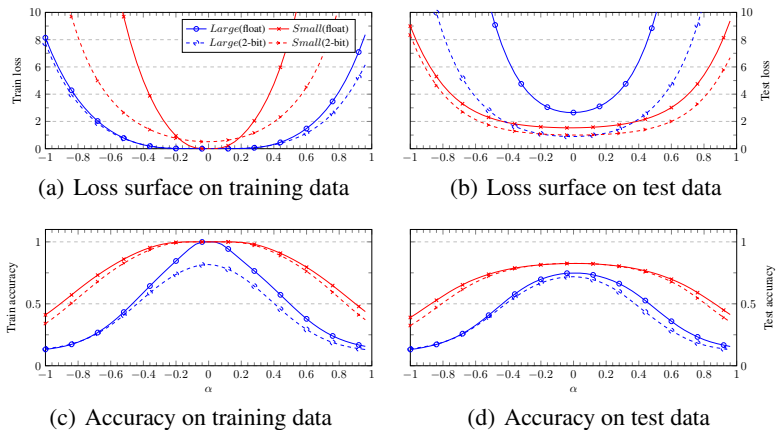 10
8
6
4
2
0
Train loss
Large(float)
Small(float)
Large(2-bit)
Small(2-bit)
−1 −0.8 −0.6 −0.4 −0.2 0 0.2 0.4 0.6 0.8 1
(a) Loss surface on training data
10
8
6
4
2
0
Test loss
−1 −0.8 −0.6 −0.4 −0.2 0 0.2 0.4 0.6 0.8 1
(b) Loss surface on test data
1
0.5
0
Train accuracy
−1 −0.8 −0.6 −0.4 −0.2 0 0.2 0.4 0.6 0.8 1
α
(c) Accuracy on training data
1
0.5
0
Test accuracy
−1 −0.8 −0.6 −0.4 −0.2 0 0.2 0.4 0.6 0.8 1
α
(d) Accuracy on test data